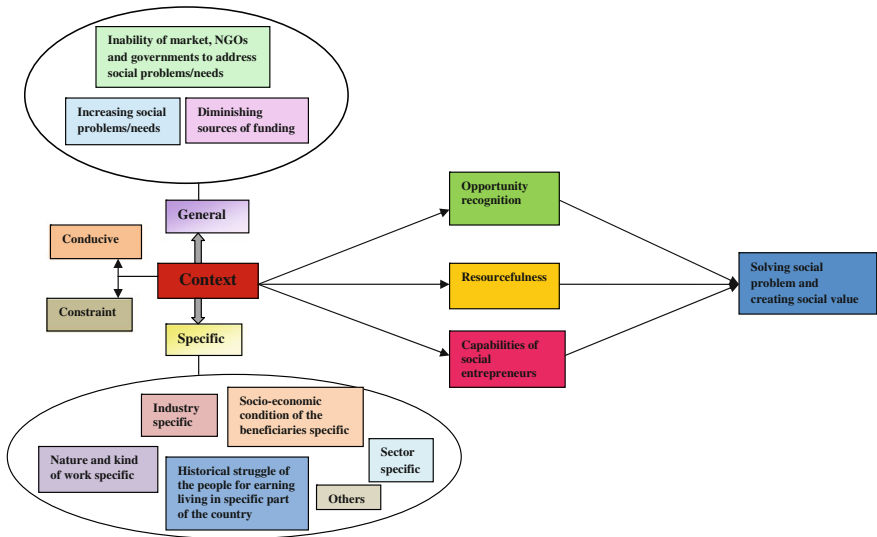 Inability of market, NGOs
and governments to address
social problems/needs
Increasing social
problems/needs
Diminishing
sources of funding
General
Opportunity
recognition
Conducive
Context
Resourcefulness
Solving social
problem and
creating social value
Constraint
Specific
Capabilities of
social
entrepreneurs
Industry
specific
Socio-economic
condition of the
beneficiaries specific
Nature and kind
of work specific
Historical struggle of
the people for earning
living in specific part
of the country
Sector
specific
Others